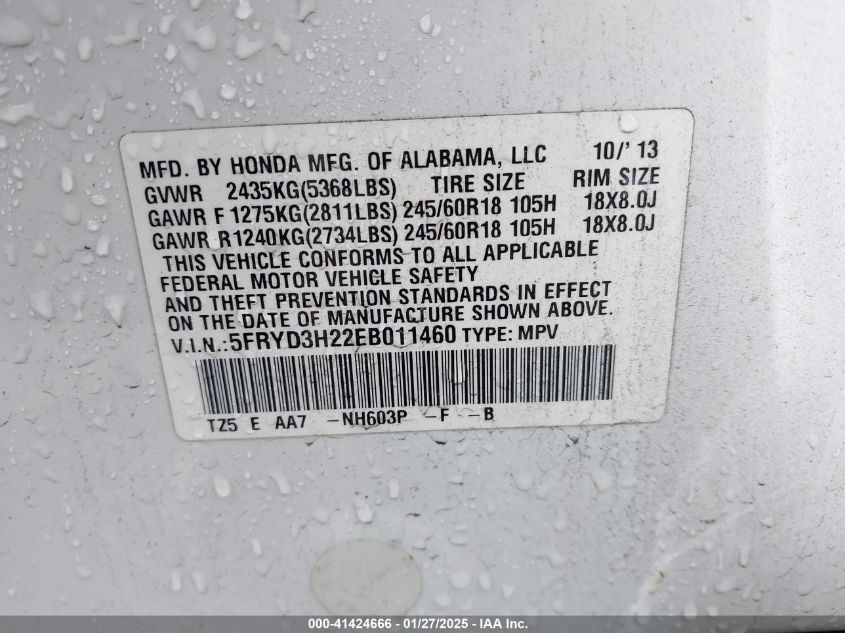 MFD. BY HONDA MFG. OF ALABAMA, LLC 10/'13
GVWR 2435KG(5368LBS) TIRE SIZE RIM SIZE
GAWR F 1275KG(2811LBS) 245/60R18 105H 18X8.0J
GAWR R1240KG(2734LBS) 245/60R18 105H 18X8.0J
THIS VEHICLE CONFORMS TO ALL APPLICABLE
FEDERAL MOTOR VEHICLE SAFETY
AND THEFT PREVENTION STANDARDS IN EFFECT
ON THE DATE OF MANUFACTURE SHOWN ABOVE.
V.I.N.:5FRYD3H22EB011460 TYPE: MPV
TZ5 E AA7 -NH603P -F -B
000-41424666 - 01/27/2025 - IAA Inc.